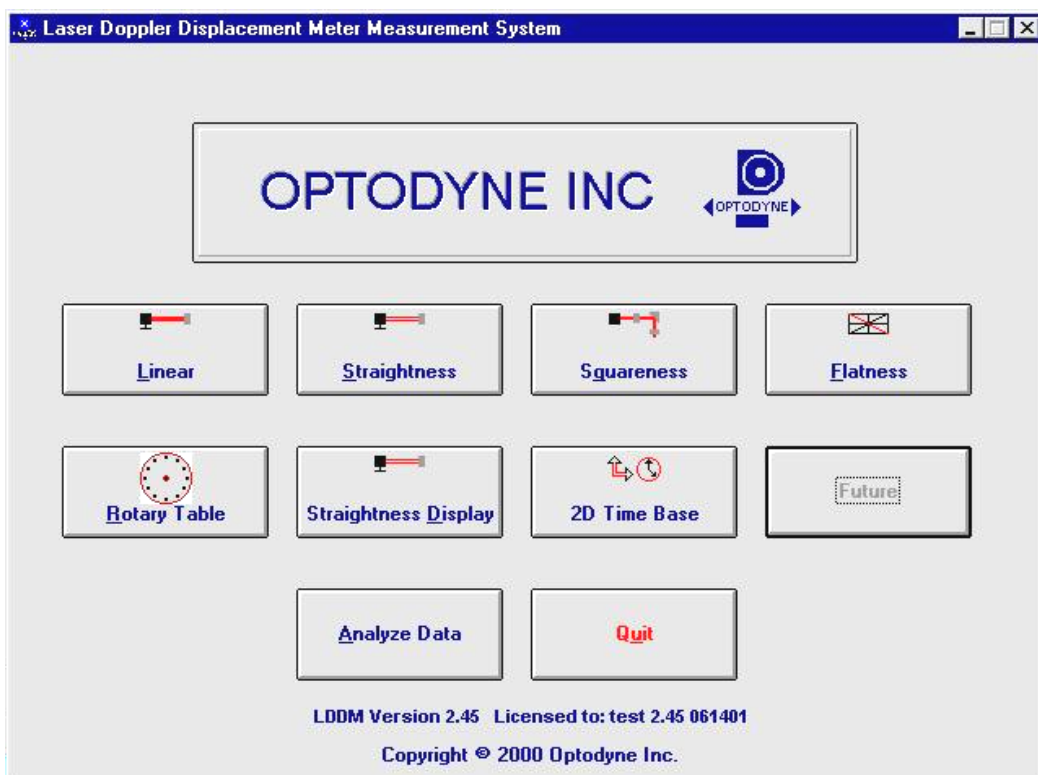 Laser Doppler Displacement Meter Measurement System
OPTODYNE INC
OPTODYNE
Linear
Straightness
Squareness
Flatness
Rotary Table
Straightness Display
2D Time Base
Future
Analyze Data
Quit
LDDM Version 2.45 Licensed to: test 2.45 061401
Copyright © 2000 Optodyne Inc.